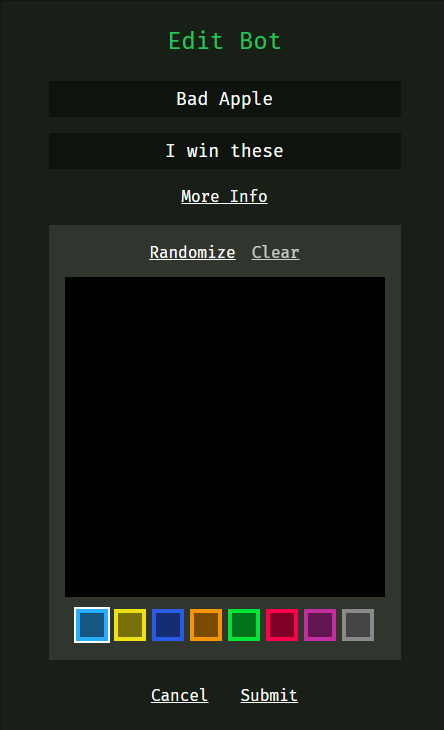 Edit Bot
Bad Apple
I win these
More Info
Randomize Clear
Cancel Submit